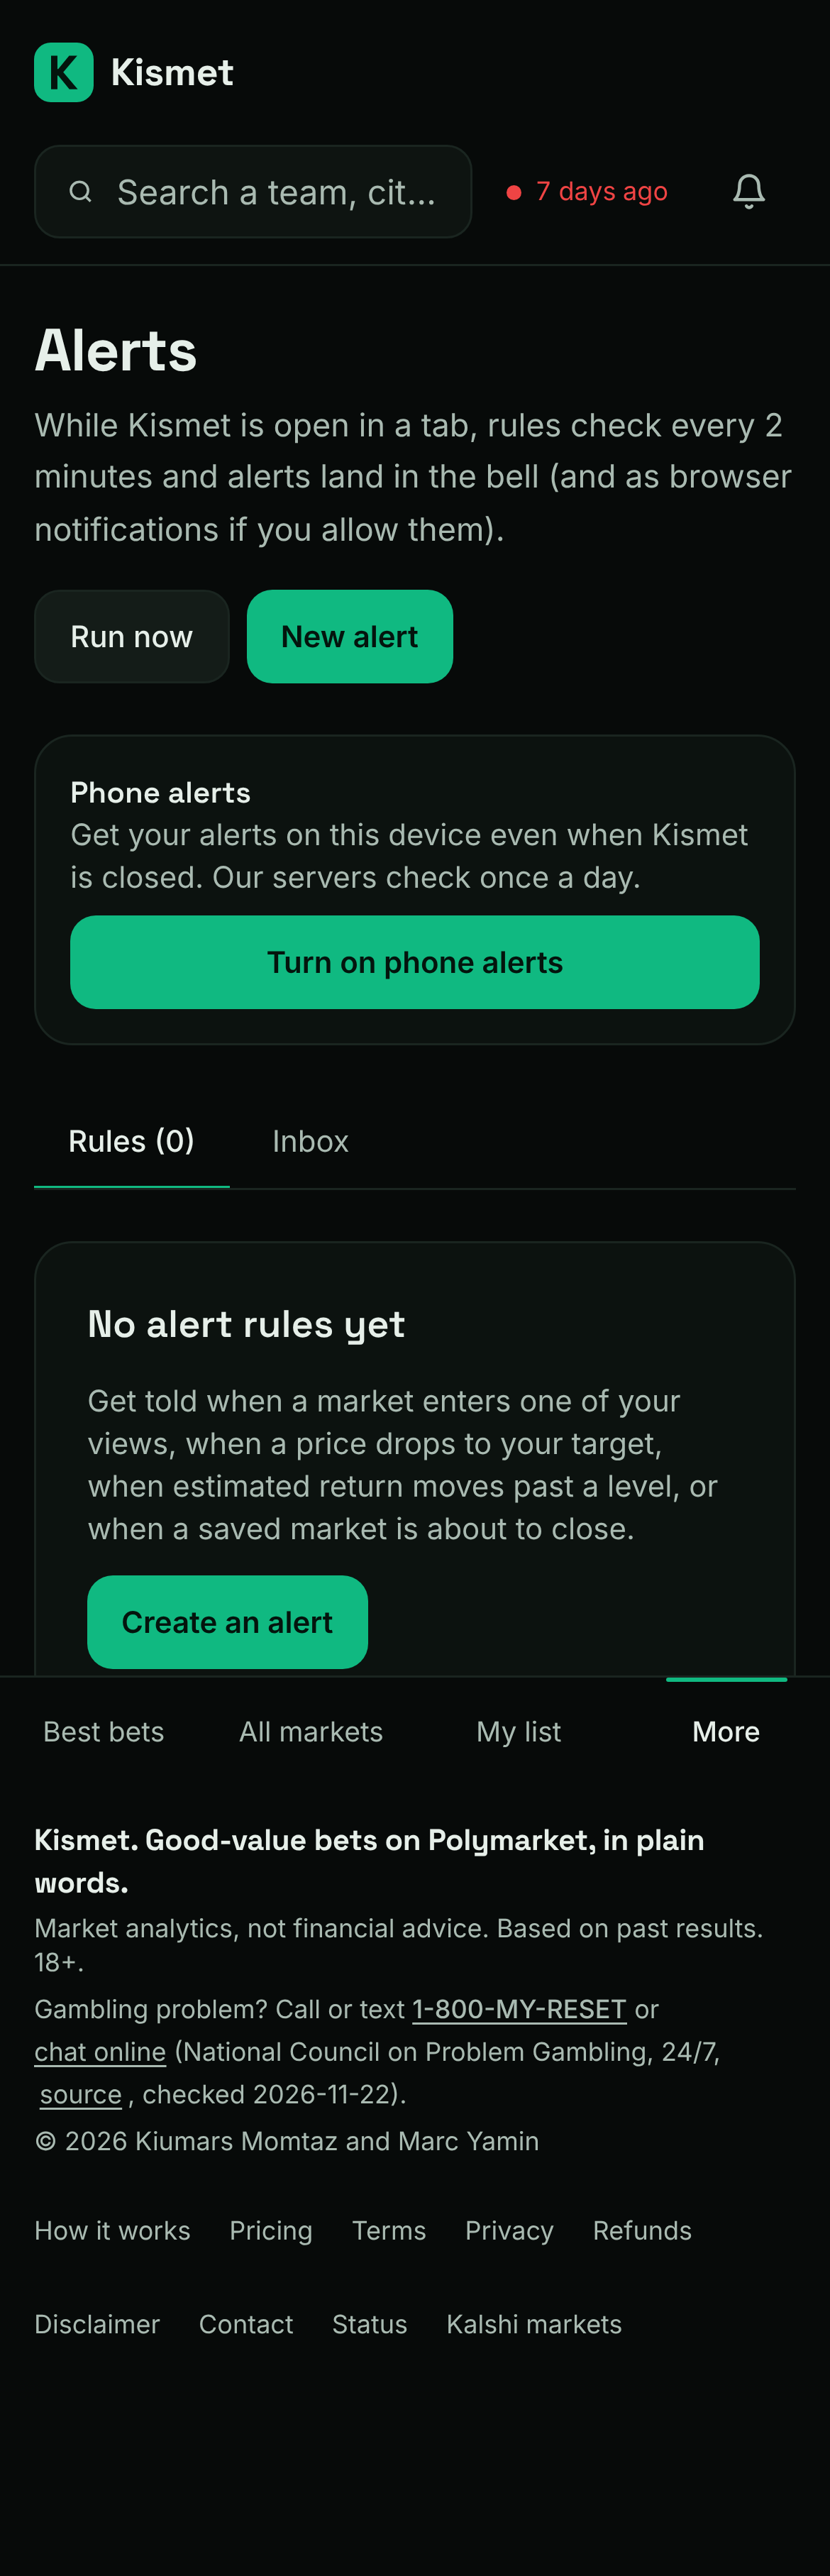 K Kismet
Search a team, cit...
7 days ago
Alerts
While Kismet is open in a tab, rules check every 2
minutes and alerts land in the bell (and as browser
notifications if you allow them).
Run now
New alert
Phone alerts
Get your alerts on this device even when Kismet
is closed. Our servers check once a day.
Turn on phone alerts
Rules (0)
Inbox
No alert rules yet
Get told when a market enters one of your
views, when a price drops to your target,
when estimated return moves past a level, or
when a saved market is about to close.
Create an alert
Best bets
All markets
My list
More
Kismet. Good-value bets on Polymarket, in plain
words.
Market analytics, not financial advice. Based on past results.
18+.
Gambling problem? Call or text 1-800-MY-RESET or
chat online (National Council on Problem Gambling, 24/7,
source , checked 2026-11-22).
© 2026 Kiumars Momtaz and Marc Yamin
How it works
Pricing
Terms
Privacy
Refunds
Disclaimer
Contact
Status
Kalshi markets